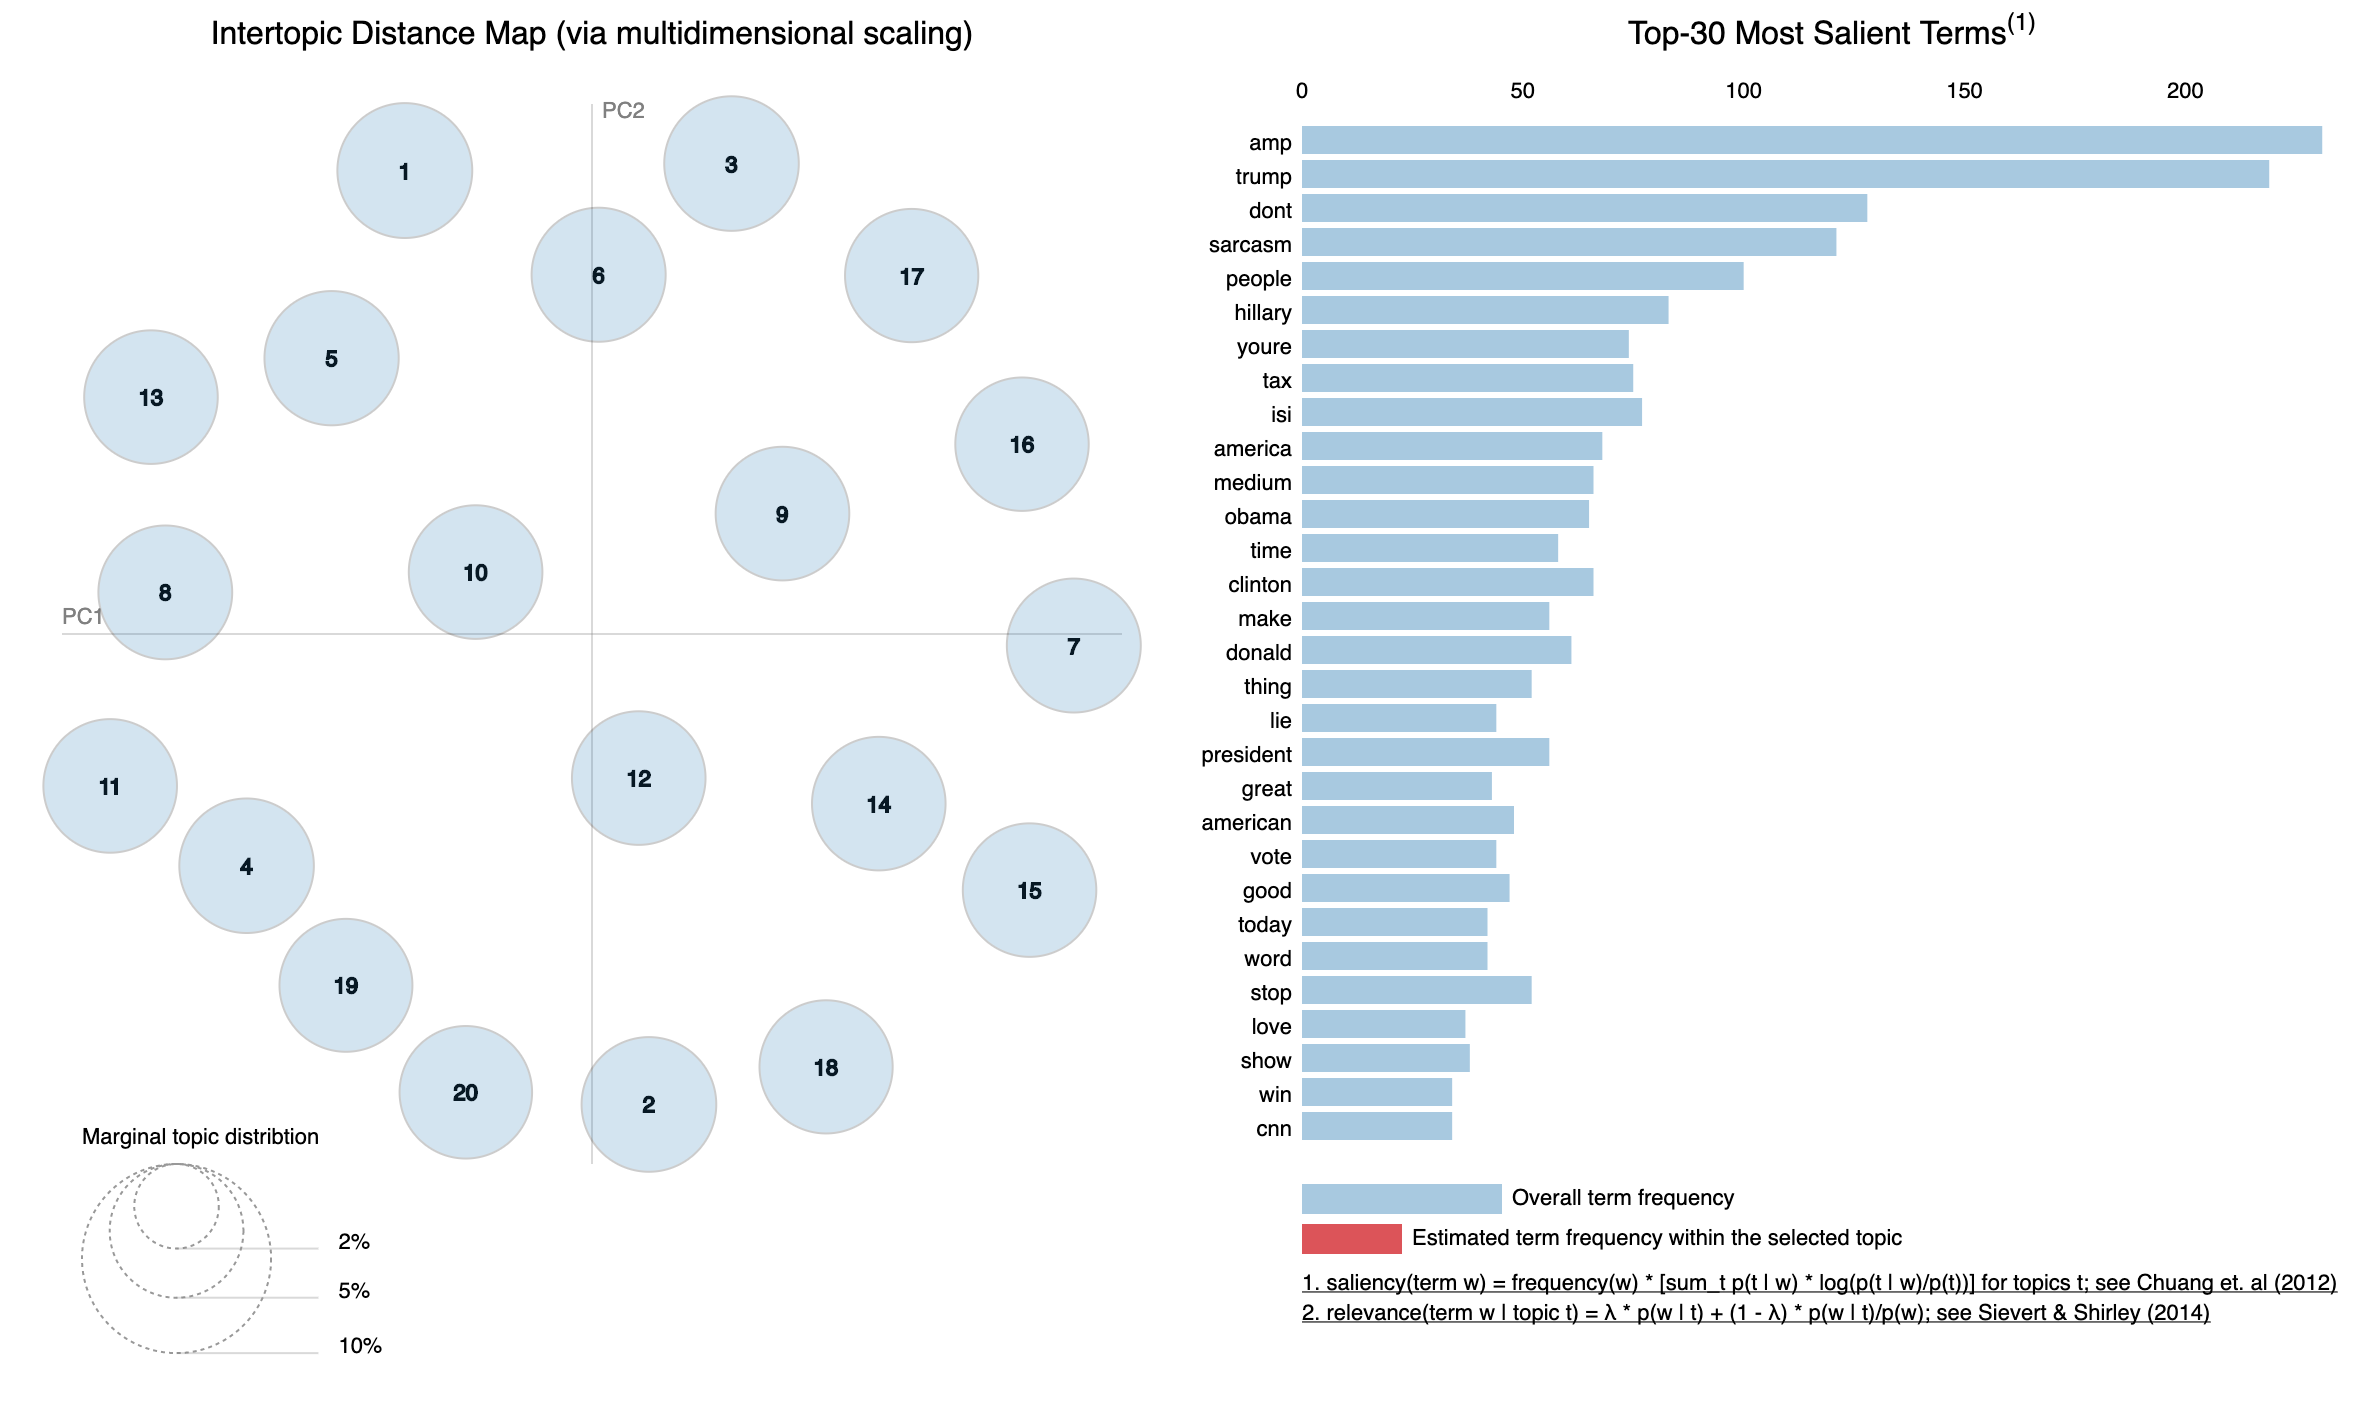 Intertopic Distance Map (via multidimensional scaling)
PC2
1
3
6
17
5
13
16
9
10
8
PC1
7
12
11
14
4
15
19
18
20
2
Marginal topic distribtion
2%
5%
10%
Top-30 Most Salient Terms(1)
0 50 100 150 200
amp
trump
dont
sarcasm
people
hillary
youre
tax
isi
america
medium
obama
time
clinton
make
donald
thing
lie
president
great
american
vote
good
today
word
stop
love
show
win
cnn
Overall term frequency
Estimated term frequency within the selected topic
1. saliency(term w) = frequency(w) * [sum_t p(t | w) * log(p(t | w)/p(t))] for topics t; see Chuang et. al (2012)
2. relevance(term w | topic t) = λ * p(w | t) + (1 - λ) * p(w | t)/p(w); see Sievert & Shirley (2014)